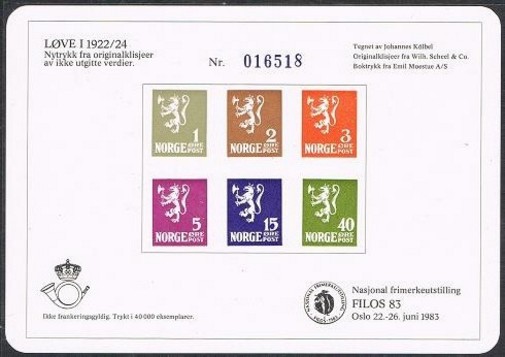 LØVE I 1922/24
Nytrykk fra originalklisjeer
av ikke utgitte verdier.
Nr. 016518
Tegnet av Johannes Köibel
Originalklisjeer fra Wilh. Scheel & Co.
Boktrykk fra Emil Moestue A/S
1
NORGE ØRE POST
2
NORGE ØRE POST
3
NORGE ØRE POST
5
NORGE ØRE POST
15
NORGE ØRE POST
40
NORGE ØRE POST
Ikke frankeringsgyldig. Trykt i 40000 eksemplarer.
Nasjonal frimerkeutstilling
FILOS 83
Oslo 22.-26. juni 1983